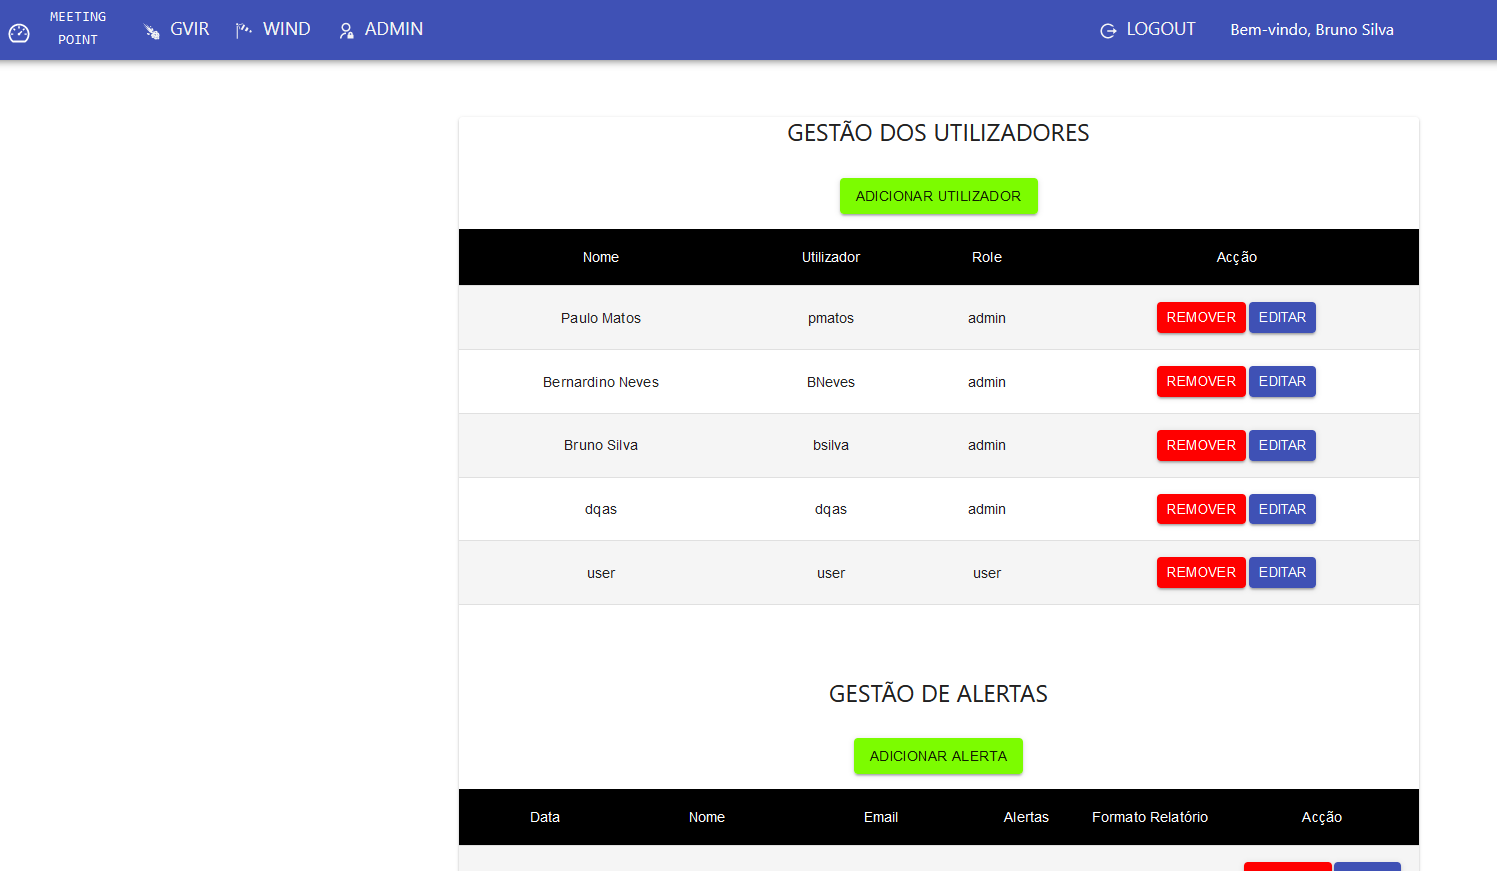 MEETING
POINT
GVIR
WIND
ADMIN
LOGOUT
Bem-vindo, Bruno Silva
GESTÃO DOS UTILIZADORES
ADICIONAR UTILIZADOR
Nome Utilizador Role Acção
Paulo Matos pmatos admin REMOVER EDITAR
Bernardino Neves BNeves admin REMOVER EDITAR
Bruno Silva bsilva admin REMOVER EDITAR
dqas dqas admin REMOVER EDITAR
user user user REMOVER EDITAR
GESTÃO DE ALERTAS
ADICIONAR ALERTA
Data Nome Email Alertas Formato Relatório Acção